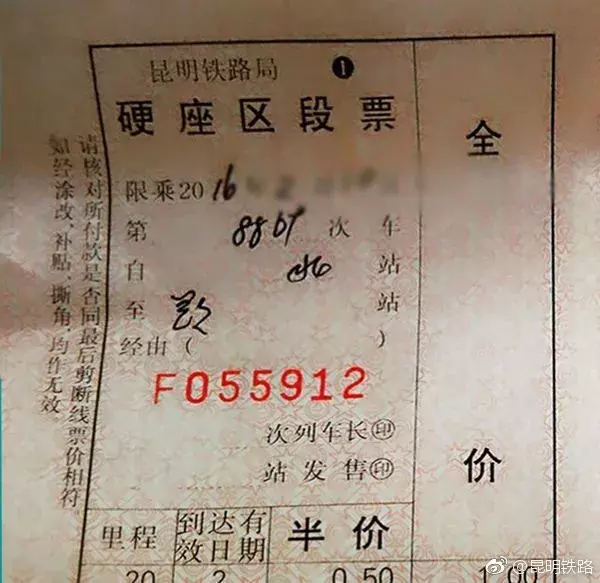 昆明铁路局 ❶
硬座区段票
限乘2016
第 8869 次 车
自 站
至 站
经由( )
F055912
次列车长㊞
站发售㊞
里程 到达有效日期 半价
20 2 0.50
全价
请核对所付款是否同最后剪断线票价相符
如经涂改、补贴、撕角,均作无效
@昆明铁路